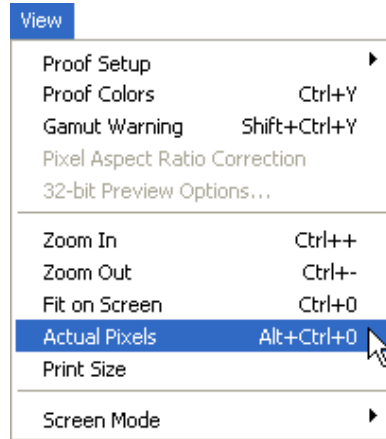 View
Proof Setup
Proof Colors Ctrl+Y
Gamut Warning Shift+Ctrl+Y
Pixel Aspect Ratio Correction
32-bit Preview Options...
Zoom In Ctrl++
Zoom Out Ctrl+-
Fit on Screen Ctrl+0
Actual Pixels Alt+Ctrl+0
Print Size
Screen Mode